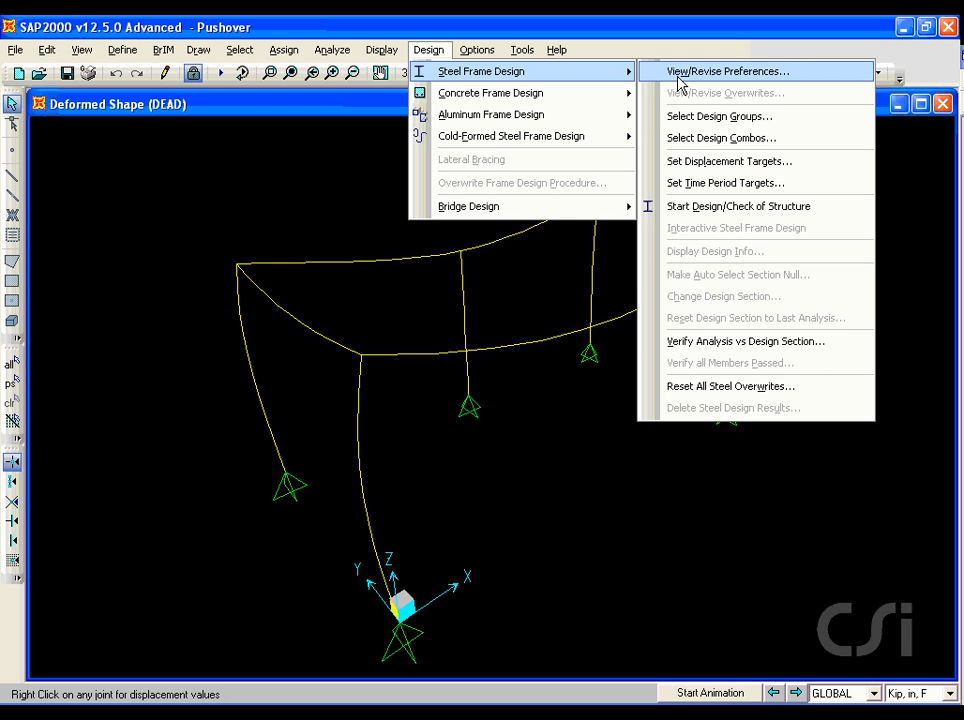 SAP2000 v12.5.0 Advanced - Pushover
File Edit View Define BrIM Draw Select Assign Analyze Display Design Options Tools Help
3
Deformed Shape (DEAD)
Steel Frame Design
Concrete Frame Design
Aluminum Frame Design
Cold-Formed Steel Frame Design
Lateral Bracing
Overwrite Frame Design Procedure...
Bridge Design
View/Revise Preferences...
View/Revise Overwrites...
Select Design Groups...
Select Design Combos...
Set Displacement Targets...
Set Time Period Targets...
Start Design/Check of Structure
Interactive Steel Frame Design
Display Design Info...
Make Auto Select Section Null...
Change Design Section...
Reset Design Section to Last Analysis...
Verify Analysis vs Design Section...
Verify all Members Passed...
Reset All Steel Overwrites...
Delete Steel Design Results...
all
ps
clr
Z
Y
X
CSi
Right Click on any joint for displacement values
Start Animation
GLOBAL
Kip, in, F